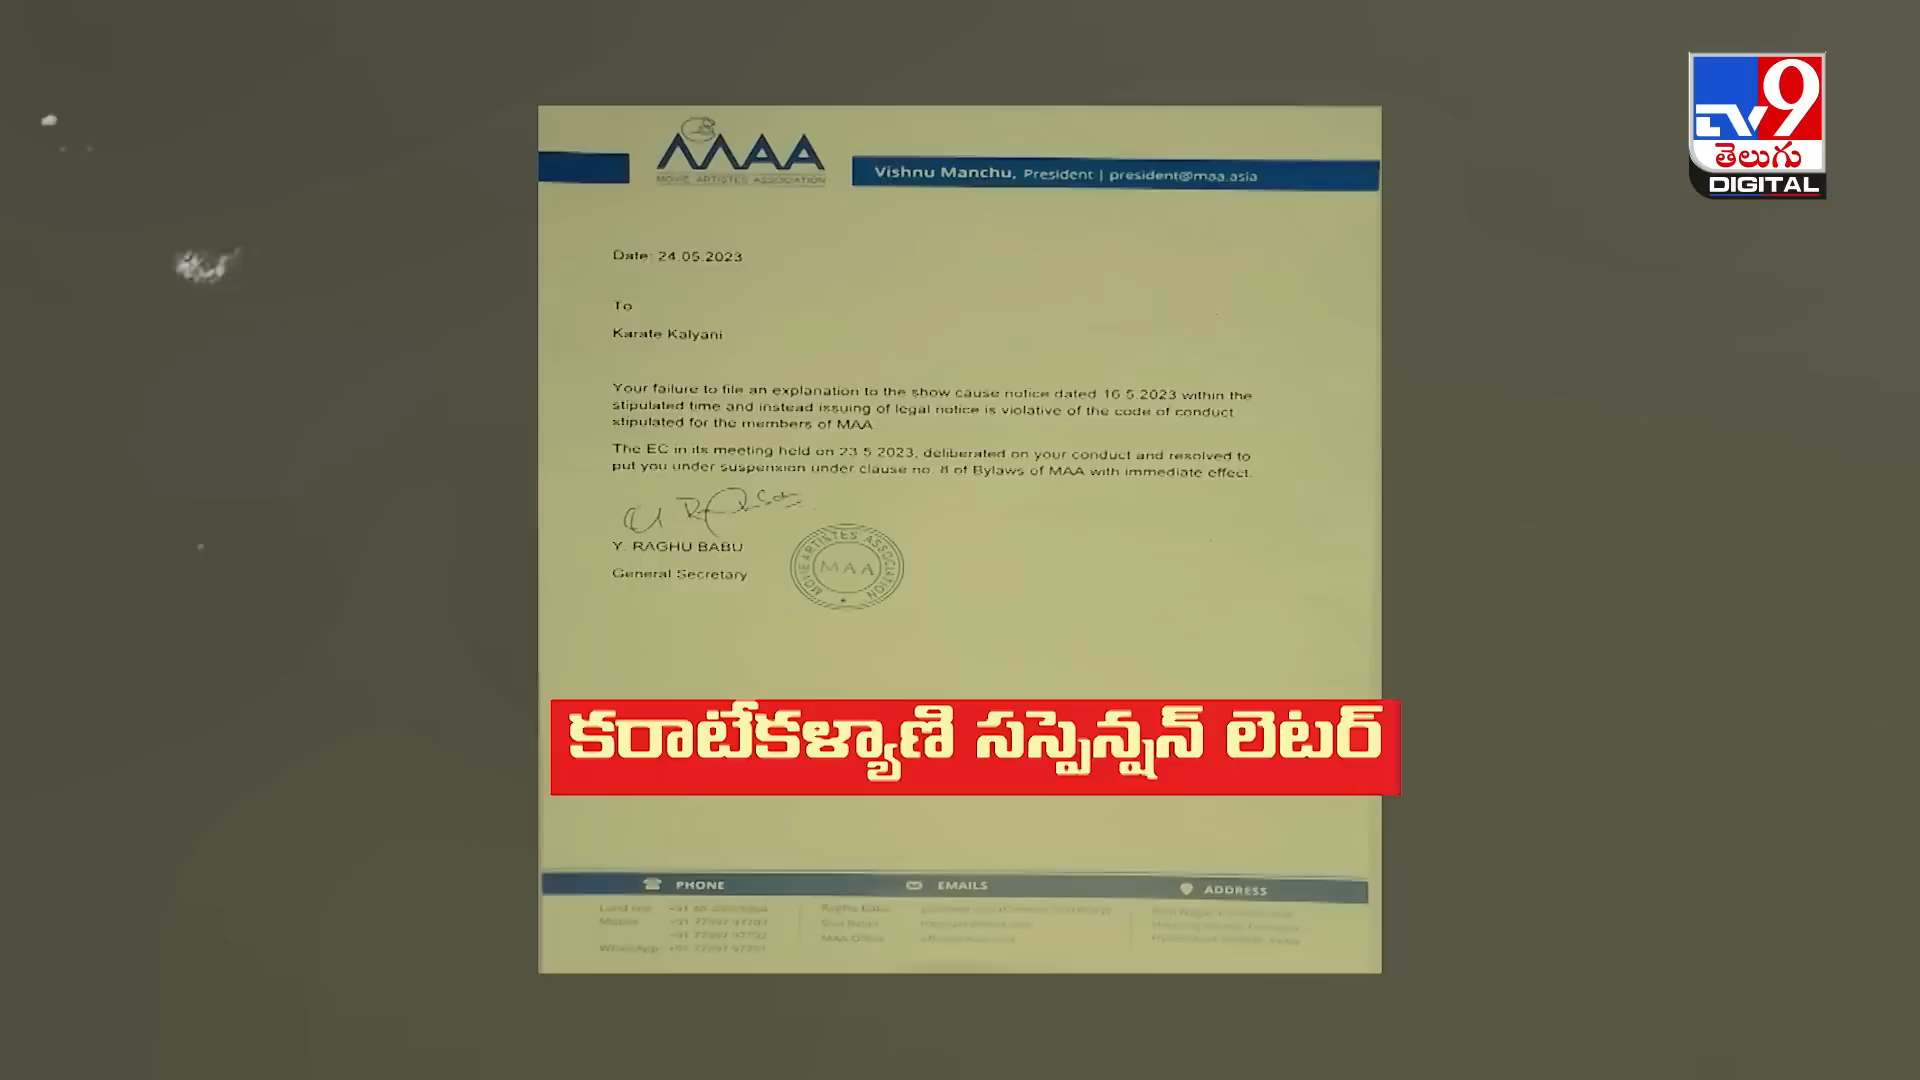 TV9
తెలుగు
DIGITAL
MAA
MOVIE ARTISTES ASSOCIATION
Vishnu Manchu, President | president@maa.asia
Date: 24.05.2023
To
Karate Kalyani
Your failure to file an explanation to the show cause notice dated 16.5.2023 within the
stipulated time and instead issuing of legal notice is violative of the code of conduct
stipulated for the members of MAA
The EC in its meeting held on 23.5.2023, deliberated on your conduct and resolved to
put you under suspension under clause no. 8 of Bylaws of MAA with immediate effect.
Y. RAGHU BABU
General Secretary
MOVIE ARTISTES ASSOCIATION
MAA
కరాటేకళ్యాణి సస్పెన్షన్ లెటర్
PHONE
EMAILS
ADDRESS
Mobile
WhatsApp
MAA Office